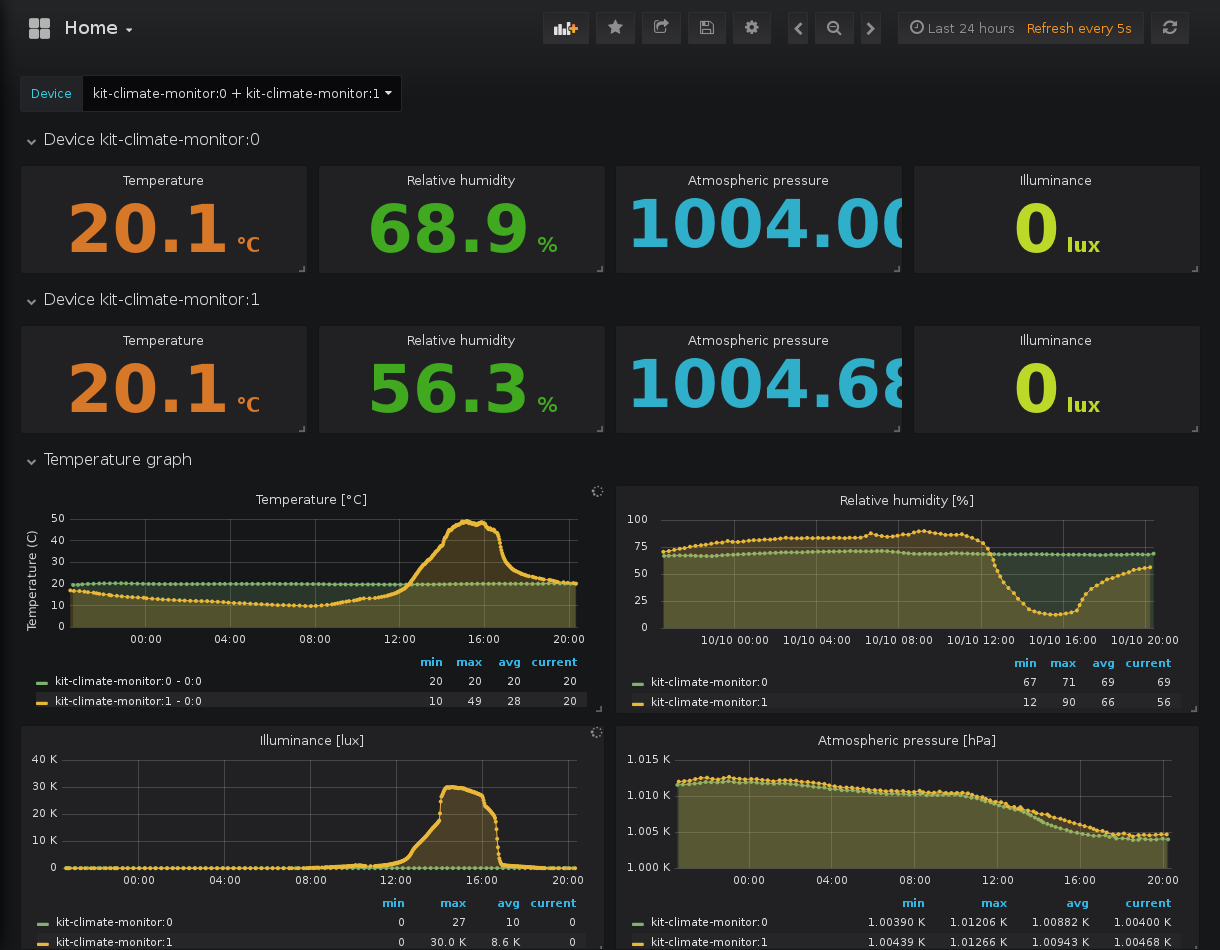 Home
Last 24 hours Refresh every 5s
Device kit-climate-monitor:0 + kit-climate-monitor:1
Device kit-climate-monitor:0
Temperature Relative humidity Atmospheric pressure Illuminance
20.1 °C 68.9 % 1004.00 0 lux
Device kit-climate-monitor:1
Temperature Relative humidity Atmospheric pressure Illuminance
20.1 °C 56.3 % 1004.68 0 lux
Temperature graph
Temperature [°C]
Temperature (C)
50
40
30
20
10
0
00:00 04:00 08:00 12:00 16:00 20:00
min max avg current
kit-climate-monitor:0 - 0:0 20 20 20 20
kit-climate-monitor:1 - 0:0 10 49 28 20
Relative humidity [%]
100
75
50
25
0
10/10 00:00 10/10 04:00 10/10 08:00 10/10 12:00 10/10 16:00 10/10 20:00
min max avg current
kit-climate-monitor:0 67 71 69 69
kit-climate-monitor:1 12 90 66 56
Illuminance [lux]
40 K
30 K
20 K
10 K
0
00:00 04:00 08:00 12:00 16:00 20:00
min max avg current
kit-climate-monitor:0 0 27 10 0
kit-climate-monitor:1 0 30.0 K 8.6 K 0
Atmospheric pressure [hPa]
1.015 K
1.010 K
1.005 K
1.000 K
00:00 04:00 08:00 12:00 16:00 20:00
min max avg current
kit-climate-monitor:0 1.00390 K 1.01206 K 1.00882 K 1.00400 K
kit-climate-monitor:1 1.00439 K 1.01266 K 1.00943 K 1.00468 K